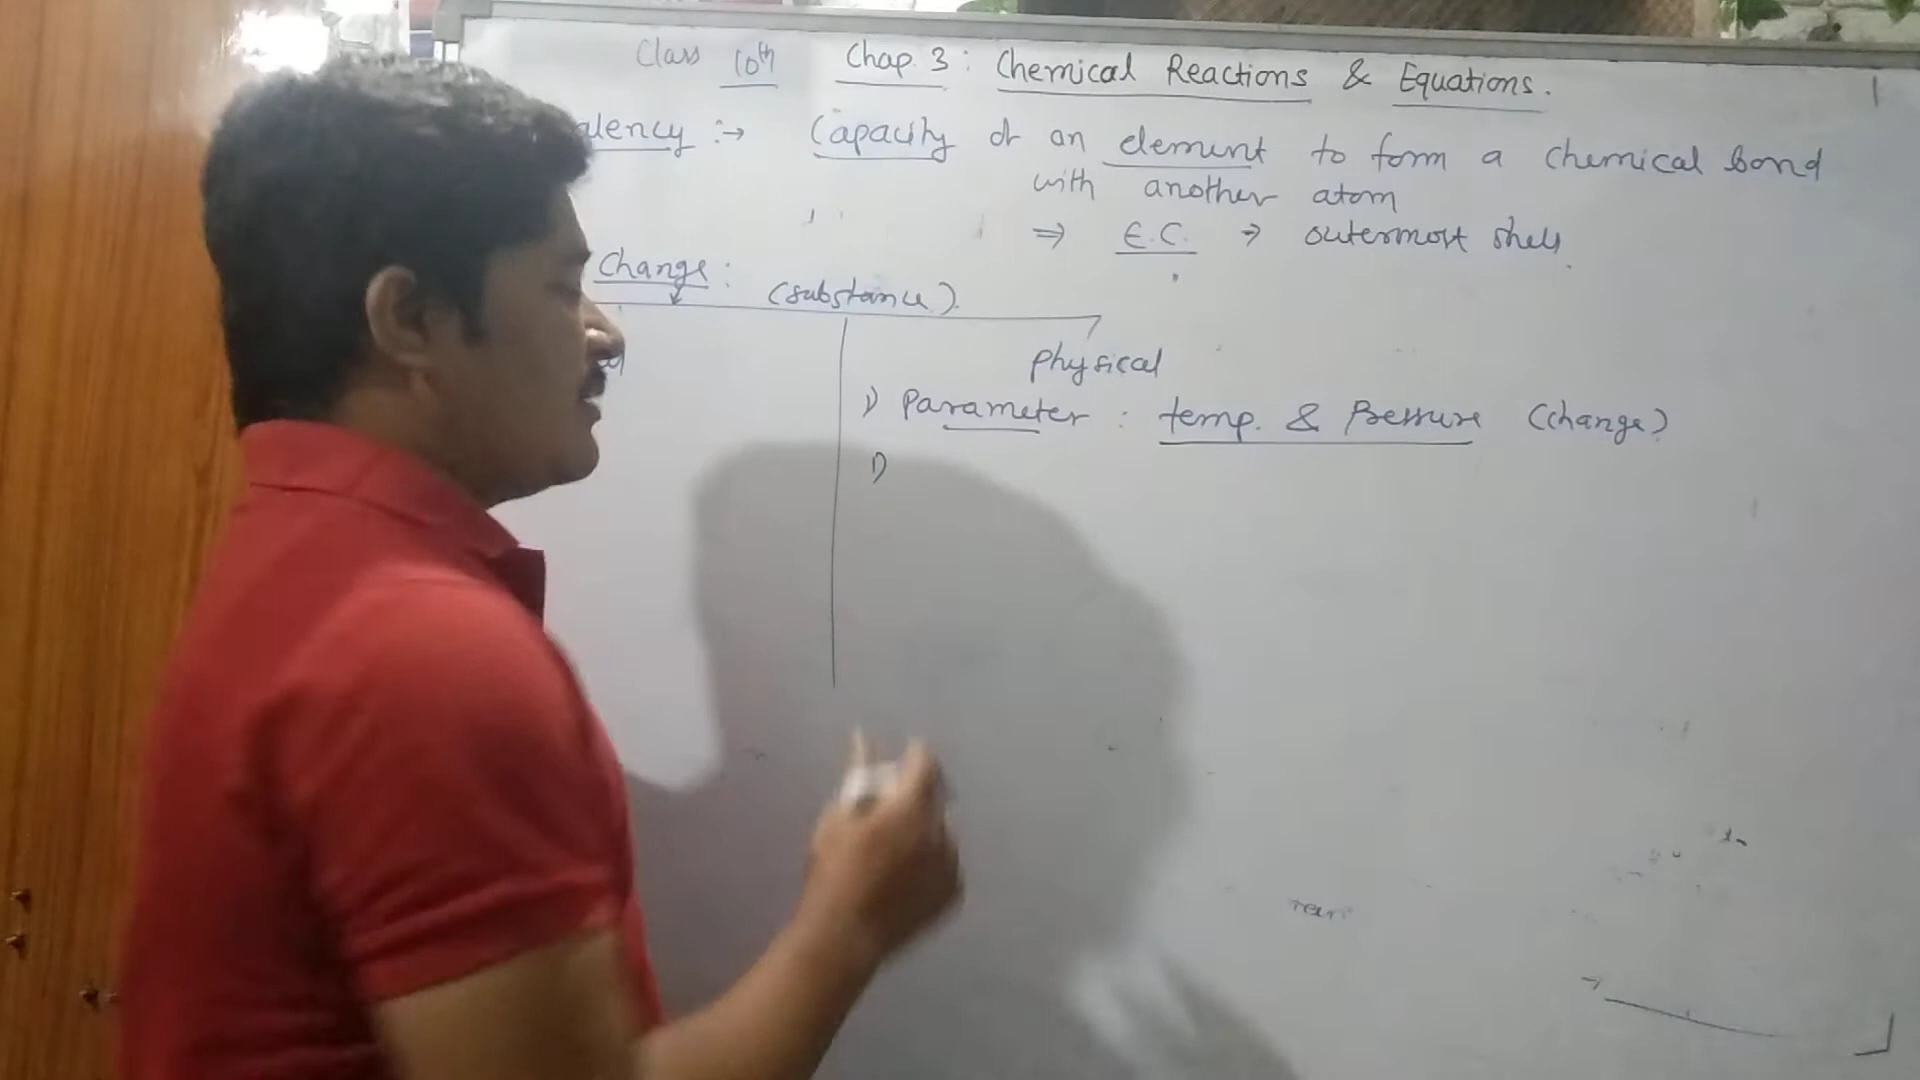 Class 10th Chap. 3 : Chemical Reactions & Equations.
alency :→ Capacity of an element to form a chemical bond
with another atom
⇒ E.C. → outermost shell.
Change : (substance).
Physical
1) Parameter : temp. & Pressure (change)
1)